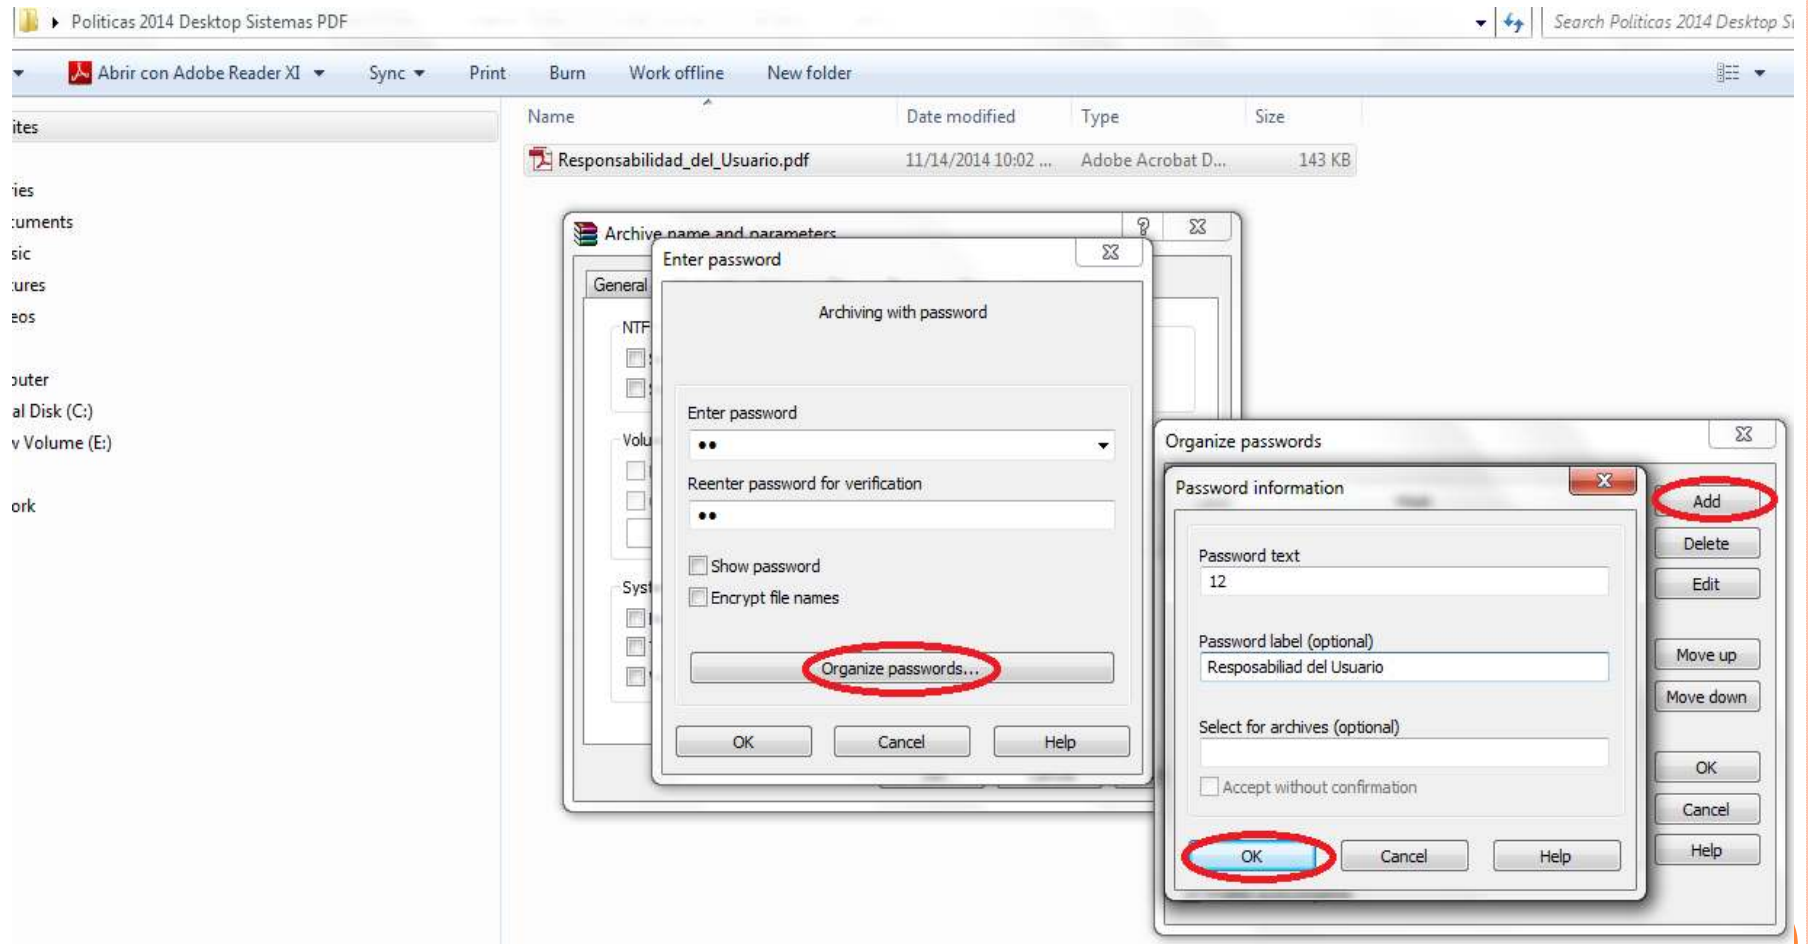 Politicas 2014 Desktop Sistemas PDF
Search Politicas 2014 Desktop S
Abrir con Adobe Reader XI Sync Print Burn Work offline New folder
Name Date modified Type Size
ites
Responsabilidad_del_Usuario.pdf 11/14/2014 10:02 ... Adobe Acrobat D... 143 KB
ries
cuments
sic
tures
eos
puter
al Disk (C:)
w Volume (E:)
ork
Archive name and parameters
General
NTF
Volu
Syst
Enter password
Archiving with password
Enter password
••
Reenter password for verification
••
Show password
Encrypt file names
Organize passwords...
OK Cancel Help
Organize passwords
Add
Delete
Edit
Move up
Move down
OK
Cancel
Help
Password information
Password text
12
Password label (optional)
Resposabiliad del Usuario
Select for archives (optional)
Accept without confirmation
OK Cancel Help